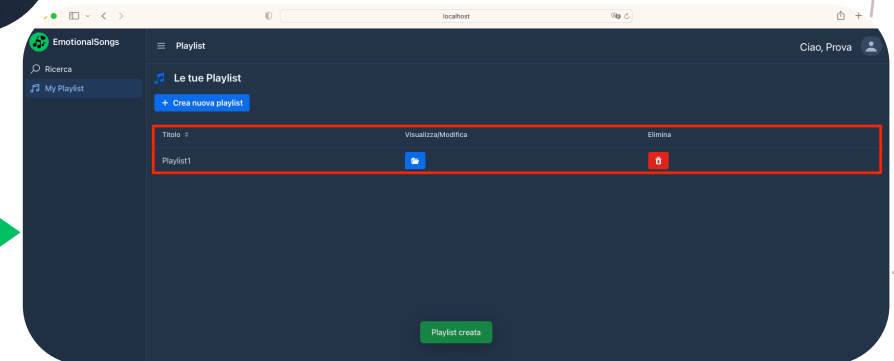 localhost
EmotionalSongs
Playlist
Ciao, Prova
Ricerca
My Playlist
Le tue Playlist
+ Crea nuova playlist
Titolo Visualizza/Modifica Elimina
Playlist1
Playlist creata